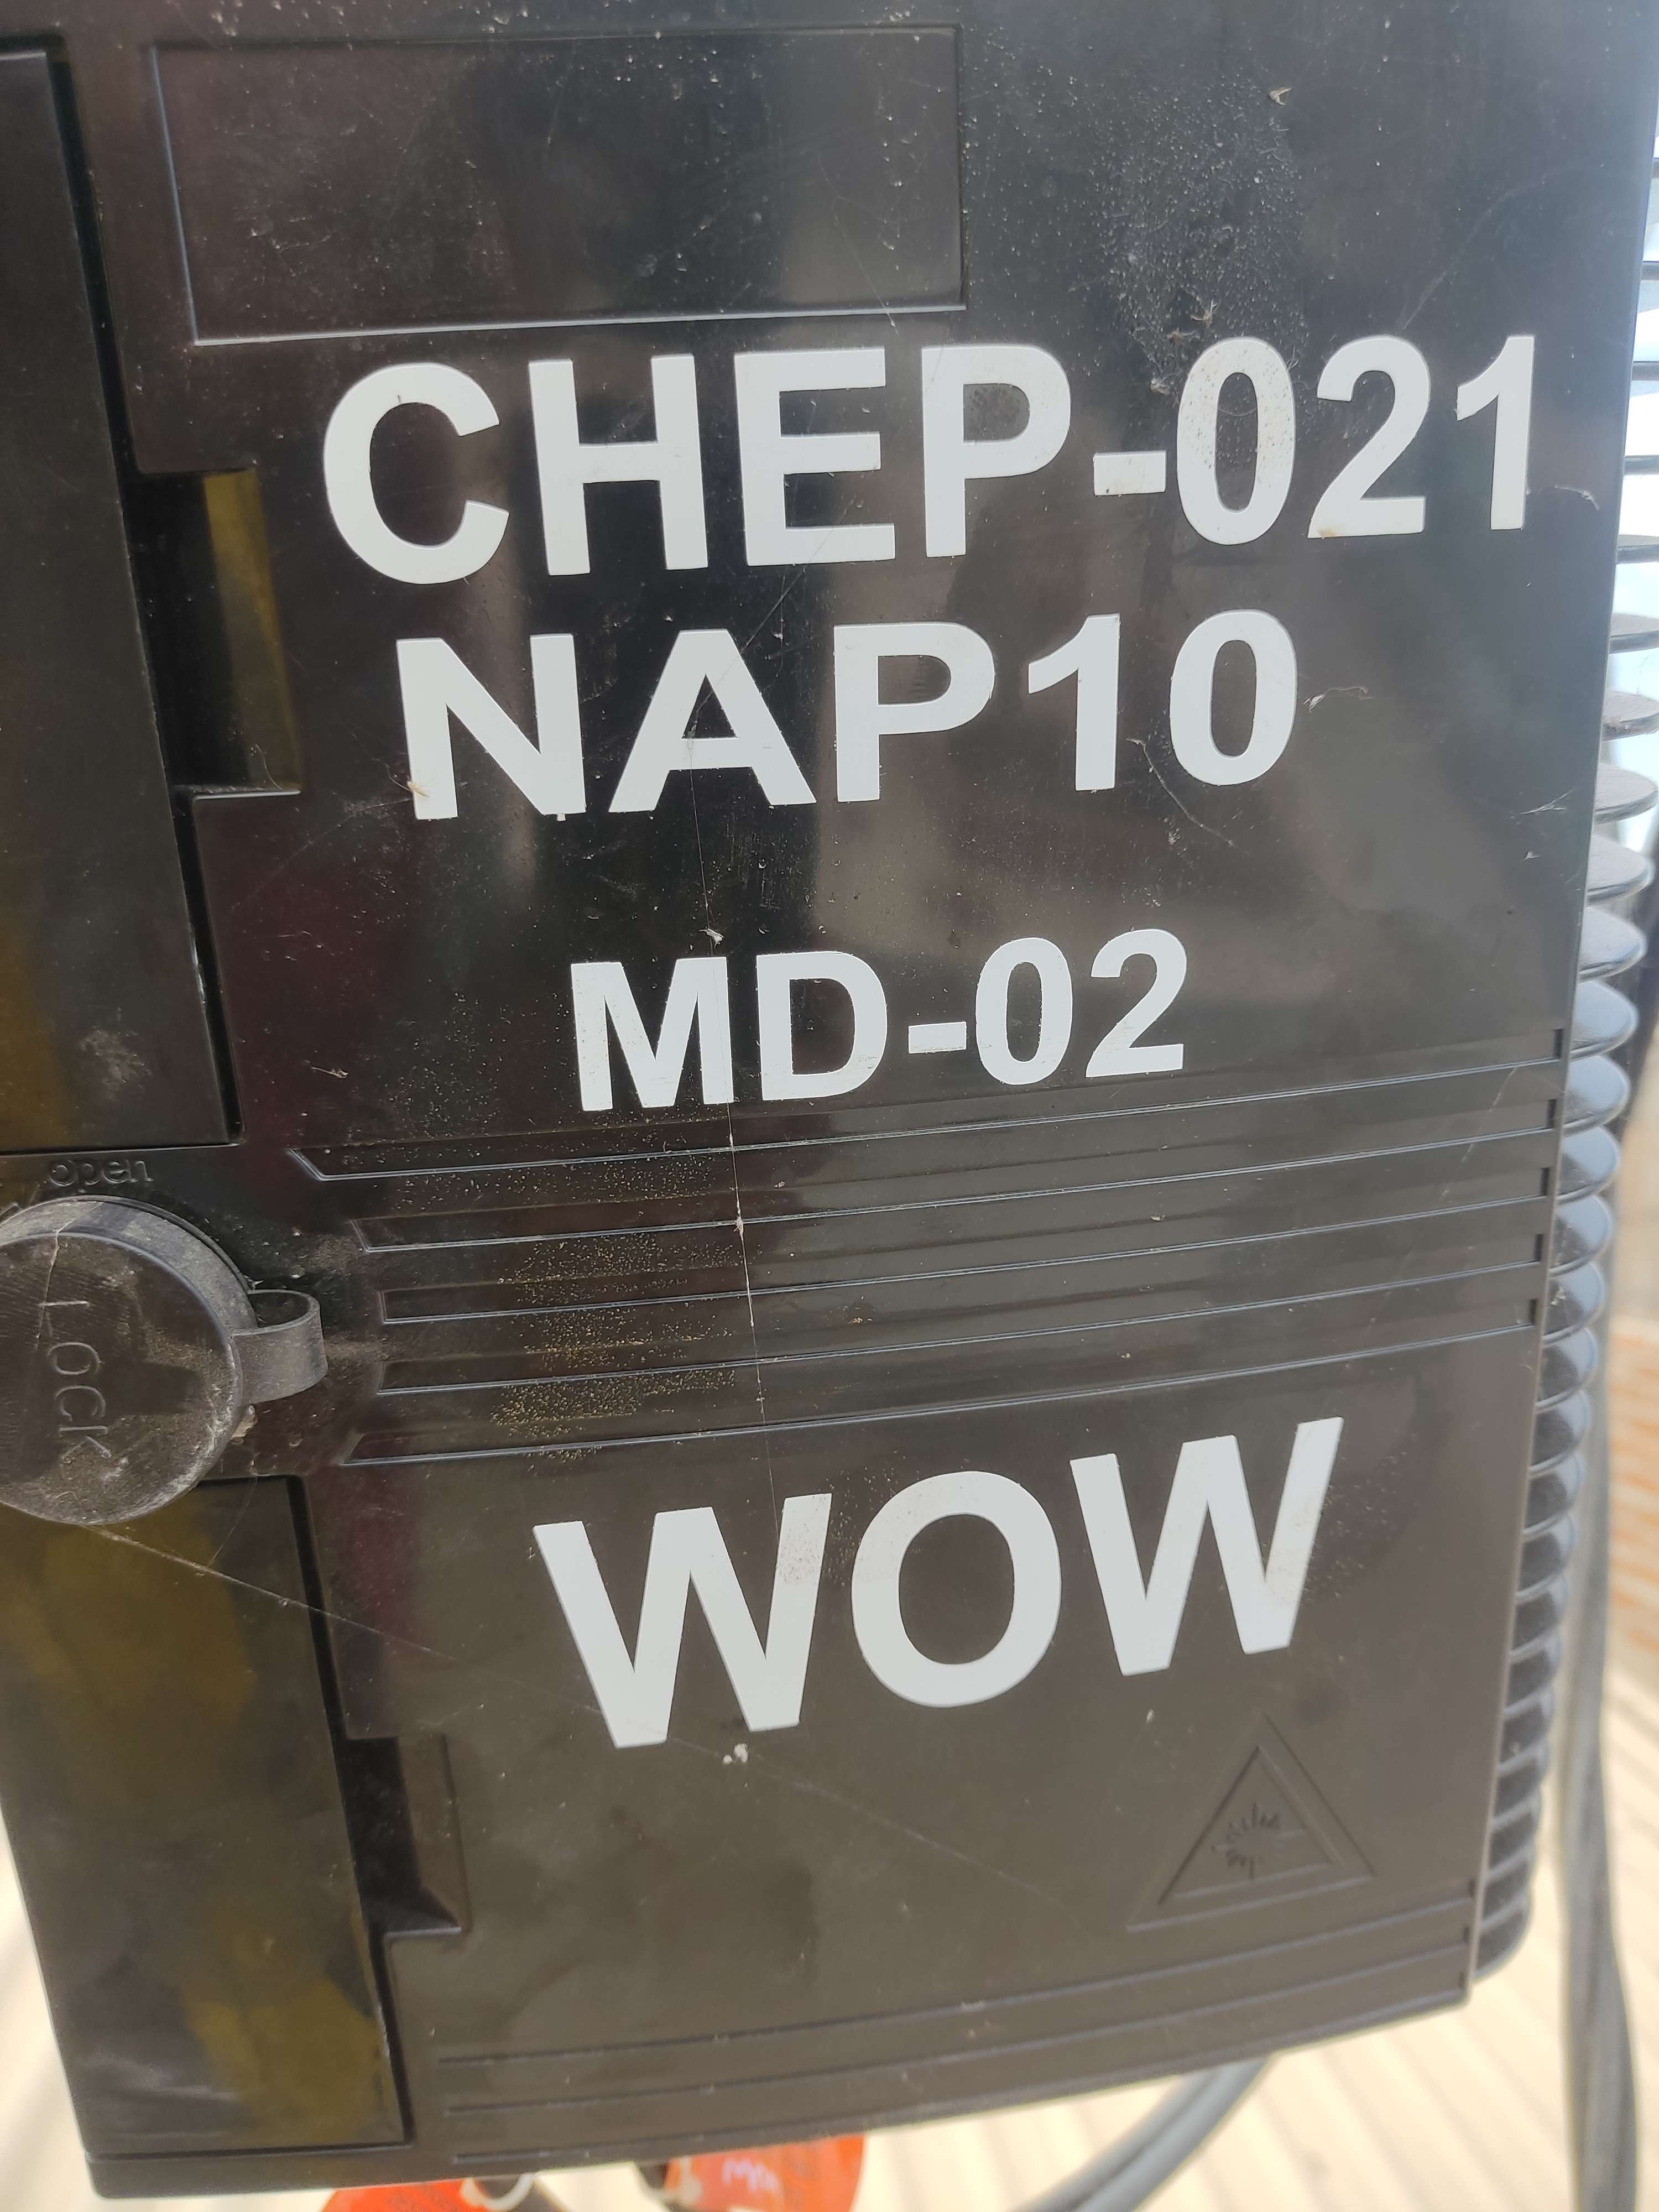 CHEP-021
NAP10
MD-02
open
LOCK
WOW